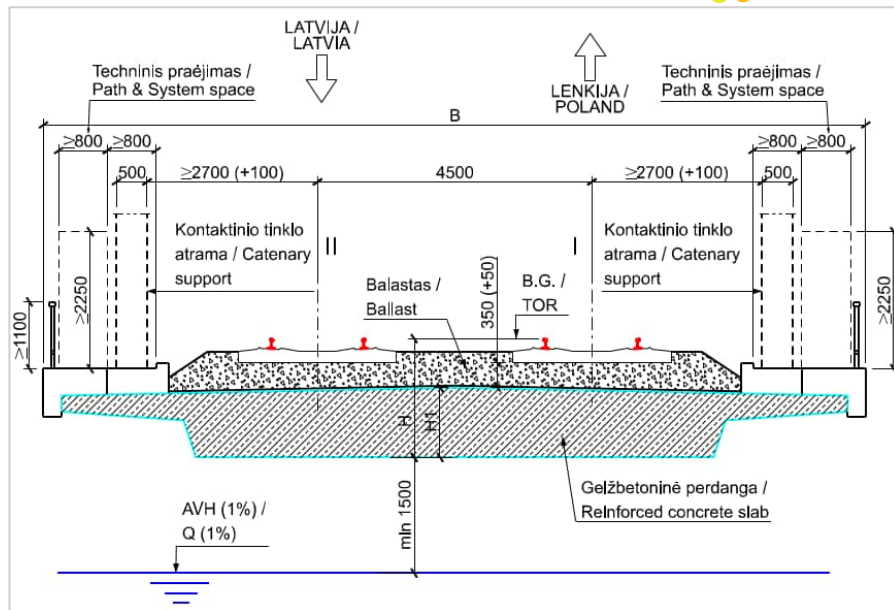 LATVIJA /
LATVIA
Techninis praėjimas /
Path & System space
LENKIJA /
POLAND
Techninis praėjimas /
Path & System space
B
≥800
≥800
≥800
≥800
500
≥2700 (+100)
4500
≥2700 (+100)
500
Kontaktinio tinklo
atrama / Catenary
support
II
I
Kontaktinio tinklo
atrama / Catenary
support
Balastas /
Ballast
350 (+50)
B.G. /
TOR
≥1100
≥2250
≥2250
H
H1
min 1500
Gelžbetoninė perdanga /
Reinforced concrete slab
AVH (1%) /
Q (1%)